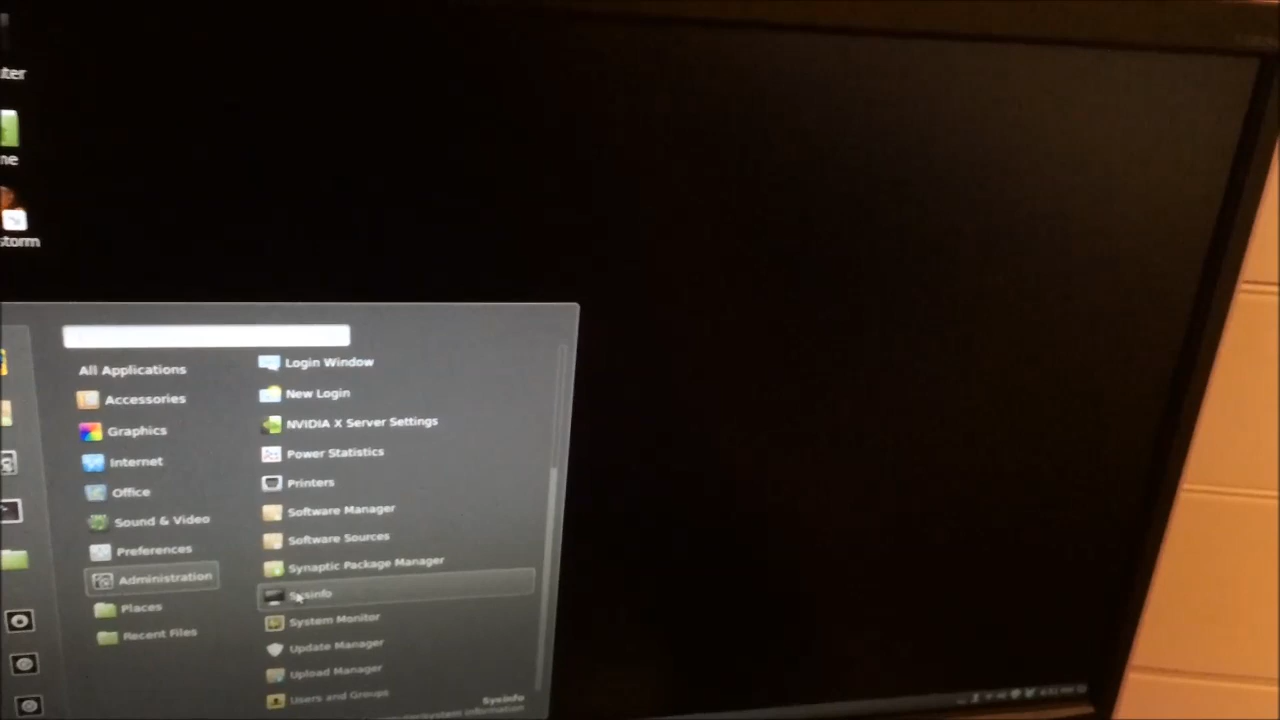 ter
me
storm
All Applications
Accessories
Graphics
Internet
Office
Sound & Video
Preferences
Administration
Places
Recent Files
Login Window
New Login
NVIDIA X Server Settings
Power Statistics
Printers
Software Manager
Software Sources
Synaptic Package Manager
Sysinfo
System Monitor
Update Manager
Upload Manager
Users and Groups
Sysinfo
system information